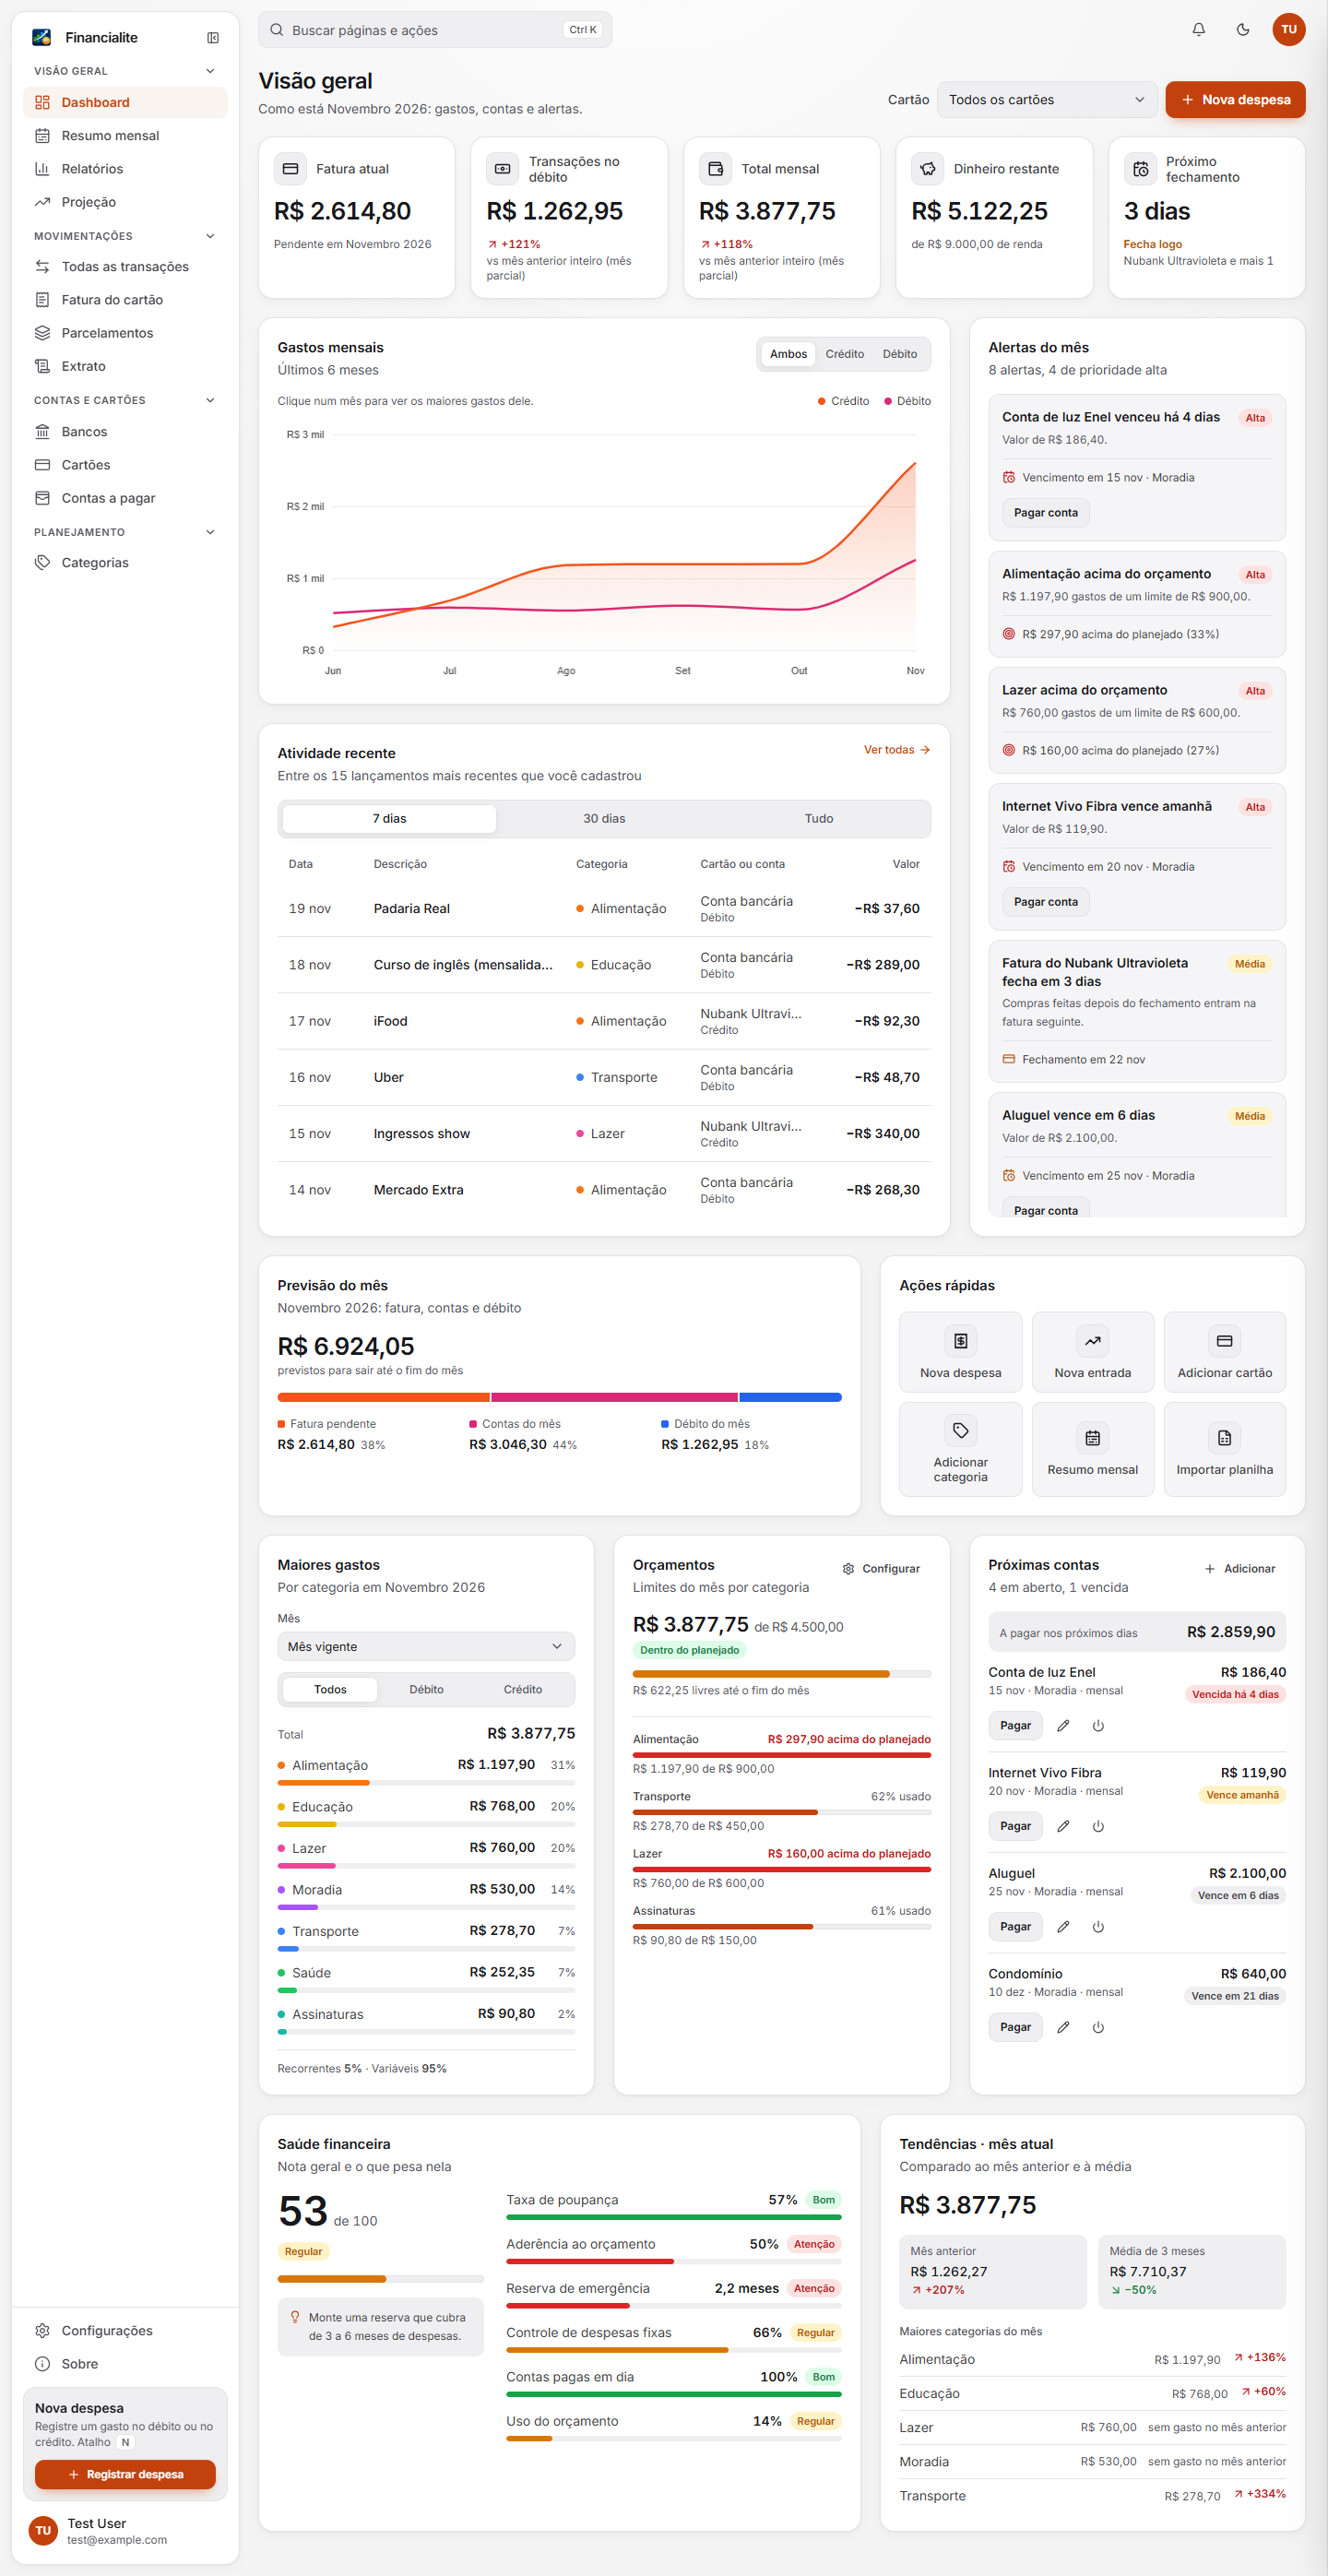 Financialite
VISÃO GERAL
Dashboard
Resumo mensal
Relatórios
Projeção
MOVIMENTAÇÕES
Todas as transações
Fatura do cartão
Parcelamentos
Extrato
CONTAS E CARTÕES
Bancos
Cartões
Contas a pagar
PLANEJAMENTO
Categorias
Configurações
Sobre
Nova despesa
Registre um gasto no débito ou no
crédito. Atalho N
Registrar despesa
TU
Test User
test@example.com
Buscar páginas e ações Ctrl K
TU
Visão geral
Como está Novembro 2026: gastos, contas e alertas.
Cartão Todos os cartões
Nova despesa
Fatura atual
R$ 2.614,80
Pendente em Novembro 2026
Transações no
débito
R$ 1.262,95
+121%
vs mês anterior inteiro (mês
parcial)
Total mensal
R$ 3.877,75
+118%
vs mês anterior inteiro (mês
parcial)
Dinheiro restante
R$ 5.122,25
de R$ 9.000,00 de renda
Próximo
fechamento
3 dias
Fecha logo
Nubank Ultravioleta e mais 1
Gastos mensais
Últimos 6 meses
Ambos Crédito Débito
Clique num mês para ver os maiores gastos dele.
Crédito Débito
R$ 3 mil
R$ 2 mil
R$ 1 mil
R$ 0
Jun Jul Ago Set Out Nov
Alertas do mês
8 alertas, 4 de prioridade alta
Conta de luz Enel venceu há 4 dias Alta
Valor de R$ 186,40.
Vencimento em 15 nov · Moradia
Pagar conta
Alimentação acima do orçamento Alta
R$ 1.197,90 gastos de um limite de R$ 900,00.
R$ 297,90 acima do planejado (33%)
Lazer acima do orçamento Alta
R$ 760,00 gastos de um limite de R$ 600,00.
R$ 160,00 acima do planejado (27%)
Internet Vivo Fibra vence amanhã Alta
Valor de R$ 119,90.
Vencimento em 20 nov · Moradia
Pagar conta
Fatura do Nubank Ultravioleta Média
fecha em 3 dias
Compras feitas depois do fechamento entram na
fatura seguinte.
Fechamento em 22 nov
Aluguel vence em 6 dias Média
Valor de R$ 2.100,00.
Vencimento em 25 nov · Moradia
Pagar conta
Atividade recente
Ver todas
Entre os 15 lançamentos mais recentes que você cadastrou
7 dias 30 dias Tudo
Data Descrição Categoria Cartão ou conta Valor
19 nov Padaria Real Alimentação Conta bancária −R$ 37,60
Débito
18 nov Curso de inglês (mensalida... Educação Conta bancária −R$ 289,00
Débito
17 nov iFood Alimentação Nubank Ultravi... −R$ 92,30
Crédito
16 nov Uber Transporte Conta bancária −R$ 48,70
Débito
15 nov Ingressos show Lazer Nubank Ultravi... −R$ 340,00
Crédito
14 nov Mercado Extra Alimentação Conta bancária −R$ 268,30
Débito
Previsão do mês
Novembro 2026: fatura, contas e débito
R$ 6.924,05
previstos para sair até o fim do mês
Fatura pendente Contas do mês Débito do mês
R$ 2.614,80 38% R$ 3.046,30 44% R$ 1.262,95 18%
Ações rápidas
Nova despesa
Nova entrada
Adicionar cartão
Adicionar
categoria
Resumo mensal
Importar planilha
Maiores gastos
Por categoria em Novembro 2026
Mês
Mês vigente
Todos Débito Crédito
Total R$ 3.877,75
Alimentação R$ 1.197,90 31%
Educação R$ 768,00 20%
Lazer R$ 760,00 20%
Moradia R$ 530,00 14%
Transporte R$ 278,70 7%
Saúde R$ 252,35 7%
Assinaturas R$ 90,80 2%
Recorrentes 5% · Variáveis 95%
Orçamentos Configurar
Limites do mês por categoria
R$ 3.877,75 de R$ 4.500,00
Dentro do planejado
R$ 622,25 livres até o fim do mês
Alimentação R$ 297,90 acima do planejado
R$ 1.197,90 de R$ 900,00
Transporte 62% usado
R$ 278,70 de R$ 450,00
Lazer R$ 160,00 acima do planejado
R$ 760,00 de R$ 600,00
Assinaturas 61% usado
R$ 90,80 de R$ 150,00
Próximas contas Adicionar
4 em aberto, 1 vencida
A pagar nos próximos dias R$ 2.859,90
Conta de luz Enel R$ 186,40
15 nov · Moradia · mensal Vencida há 4 dias
Pagar
Internet Vivo Fibra R$ 119,90
20 nov · Moradia · mensal Vence amanhã
Pagar
Aluguel R$ 2.100,00
25 nov · Moradia · mensal Vence em 6 dias
Pagar
Condomínio R$ 640,00
10 dez · Moradia · mensal Vence em 21 dias
Pagar
Saúde financeira
Nota geral e o que pesa nela
53 de 100
Regular
Monte uma reserva que cubra
de 3 a 6 meses de despesas.
Taxa de poupança 57% Bom
Aderência ao orçamento 50% Atenção
Reserva de emergência 2,2 meses Atenção
Controle de despesas fixas 66% Regular
Contas pagas em dia 100% Bom
Uso do orçamento 14% Regular
Tendências · mês atual
Comparado ao mês anterior e à média
R$ 3.877,75
Mês anterior
R$ 1.262,27
+207%
Média de 3 meses
R$ 7.710,37
−50%
Maiores categorias do mês
Alimentação R$ 1.197,90 +136%
Educação R$ 768,00 +60%
Lazer R$ 760,00 sem gasto no mês anterior
Moradia R$ 530,00 sem gasto no mês anterior
Transporte R$ 278,70 +334%